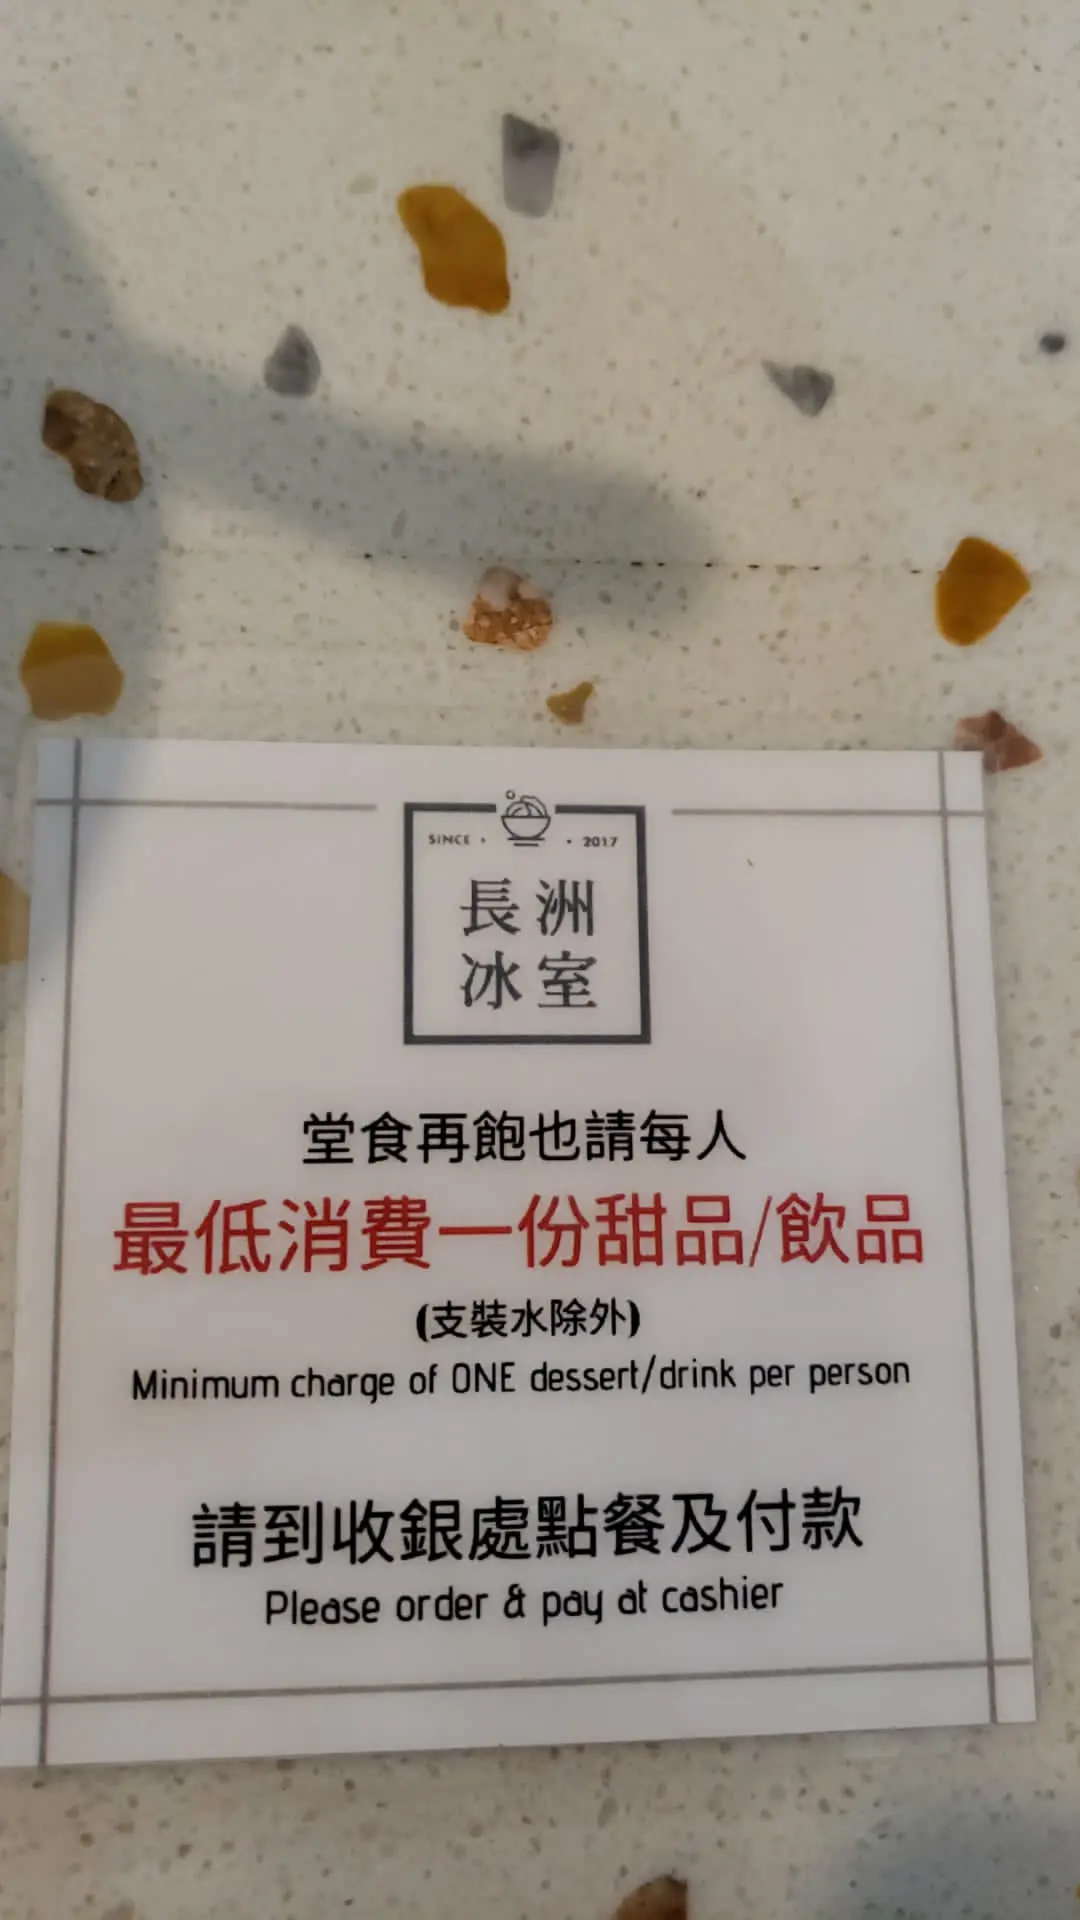 SINCE · · 2017
長洲
冰室
堂食再飽也請每人
最低消費一份甜品/飲品
(支裝水除外)
Minimum charge of ONE dessert/drink per person
請到收銀處點餐及付款
Please order & pay at cashier